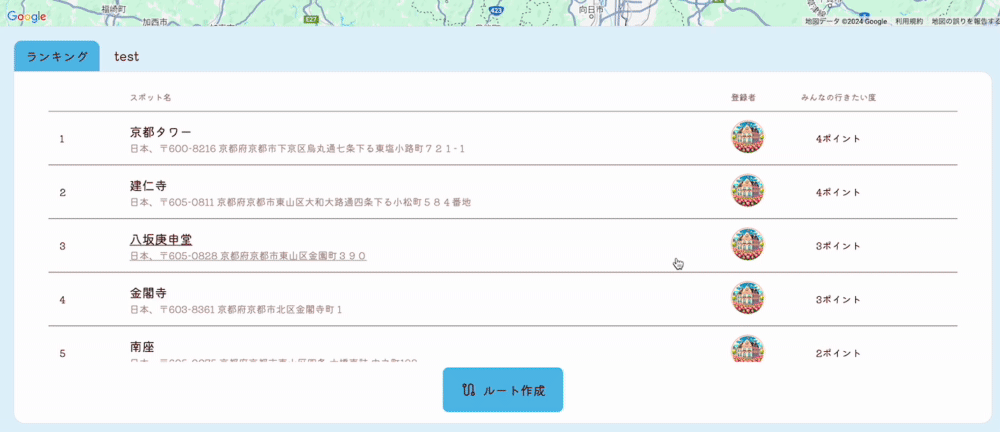 福崎町
加西市
E27
423
向日市
E1
Google
地図データ ©2024 Google
利用規約
地図の誤りを報告する
ランキング
test
スポット名
登録者
みんなの行きたい度
1
京都タワー
日本、〒600-8216 京都府京都市下京区烏丸通七条下る東塩小路町７２１-１
4ポイント
2
建仁寺
日本、〒605-0811 京都府京都市東山区大和大路通四条下る小松町５８４番地
4ポイント
3
八坂庚申堂
日本、〒605-0828 京都府京都市東山区金園町３９０
3ポイント
4
金閣寺
日本、〒603-8361 京都府京都市北区金閣寺町１
3ポイント
5
南座
2ポイント
ルート作成